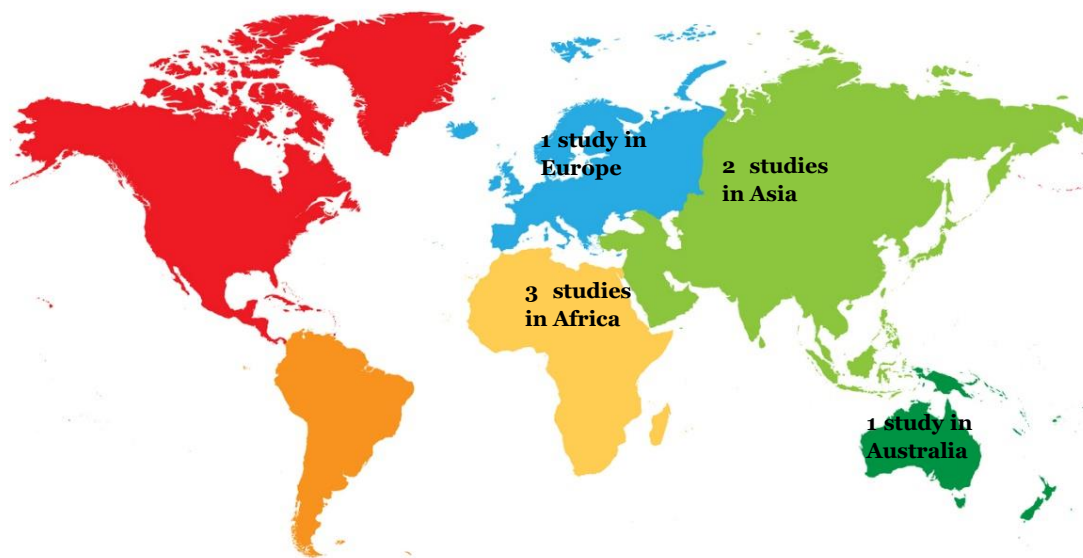 1 study in
Europe
2 studies
in Asia
3 studies
in Africa
1 study in
Australia